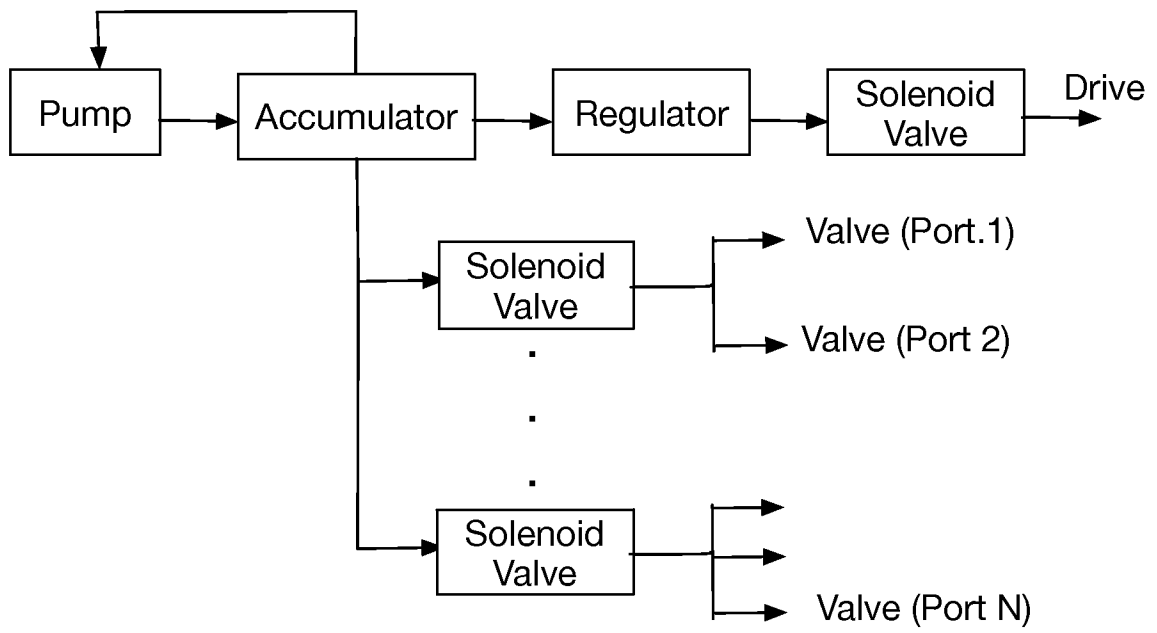 Pump
Accumulator
Regulator
Solenoid
Valve
Drive
Solenoid
Valve
Valve (Port.1)
Valve (Port 2)
Solenoid
Valve
Valve (Port N)